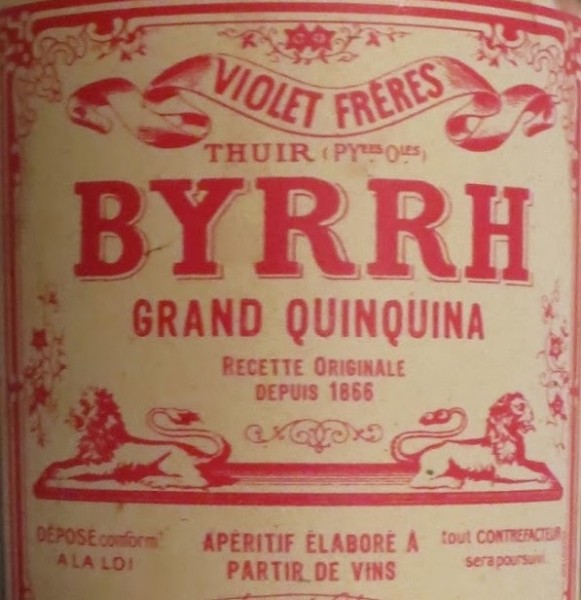 VIOLET FRÈRES
THUIR (PYÉES OLES)
BYRRH
GRAND QUINQUINA
RECETTE ORIGINALE
DEPUIS 1866
DÉPOSÉ conformt
A LA LOI
APÉRITIF ÉLABORÉ A
PARTIR DE VINS
tout CONTREFACTEUR
sera poursuivi.